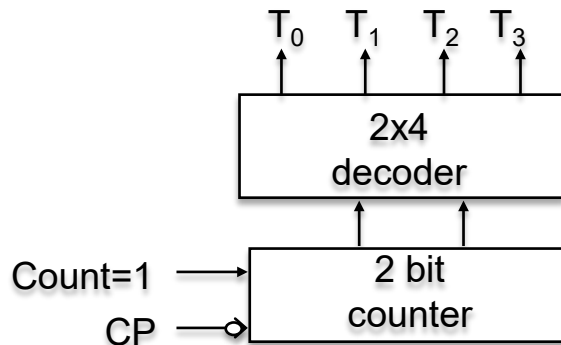 T0 T1 T2 T3
2x4
decoder
Count=1
2 bit
counter
CP